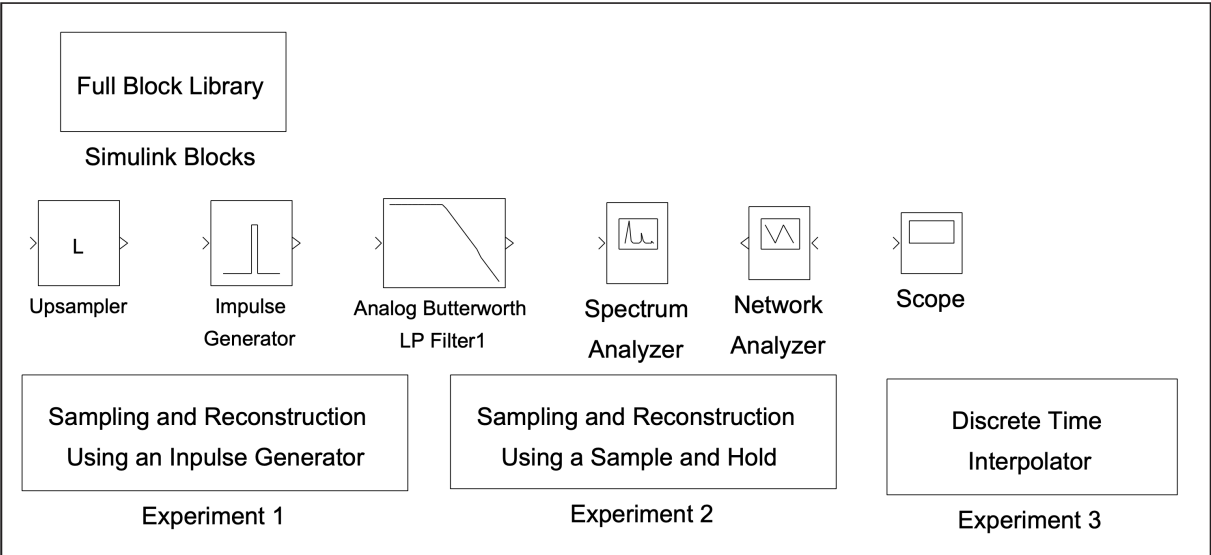 Full Block Library
Simulink Blocks
L
Upsampler
Impulse
Generator
Analog Butterworth
LP Filter1
Spectrum
Analyzer
Network
Analyzer
Scope
Sampling and Reconstruction
Using an Inpulse Generator
Experiment 1
Sampling and Reconstruction
Using a Sample and Hold
Experiment 2
Discrete Time
Interpolator
Experiment 3